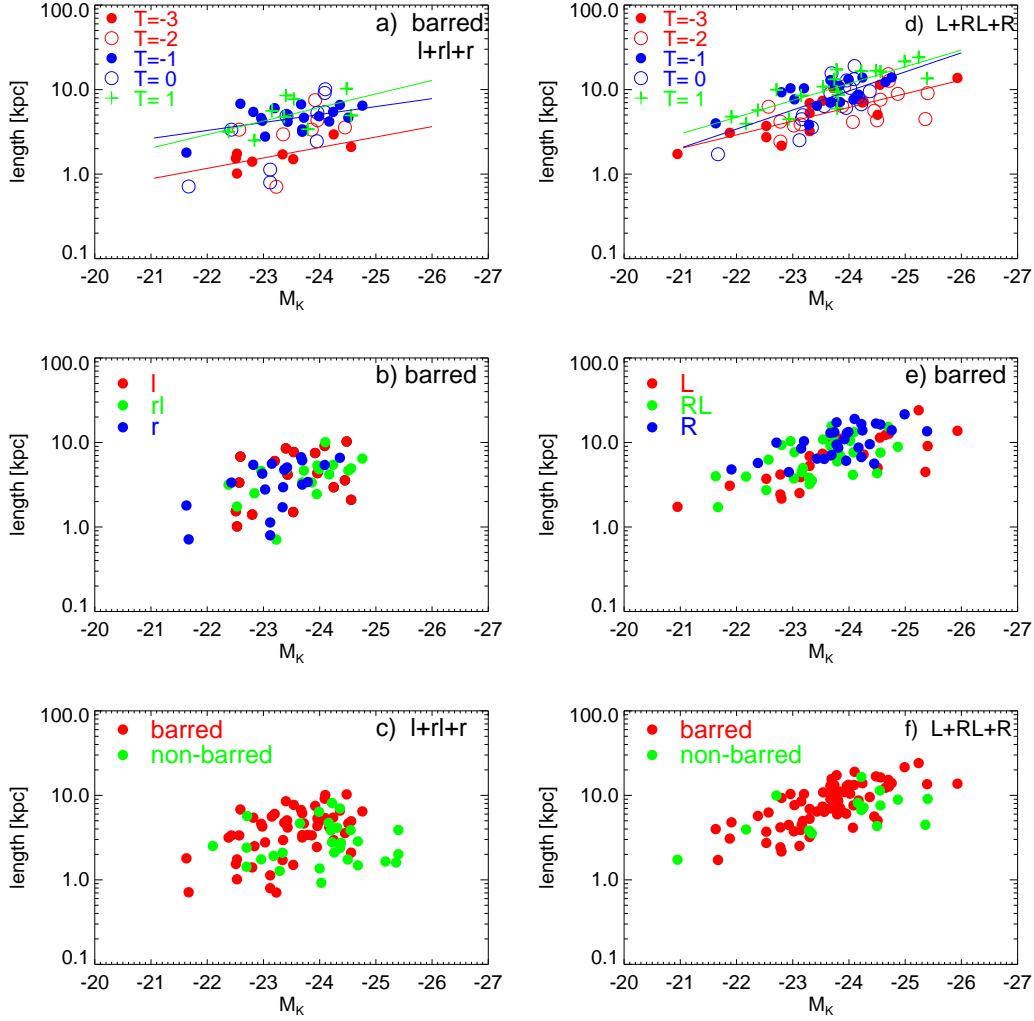 100.0
10.0
1.0
0.1
length [kpc]
T=-3
T=-2
T=-1
T= 0
T= 1
a) barred
l+rl+r
-20 -21 -22 -23 -24 -25 -26 -27
M_K
100.0
10.0
1.0
0.1
length [kpc]
T=-3
T=-2
T=-1
T= 0
T= 1
d) L+RL+R
-20 -21 -22 -23 -24 -25 -26 -27
M_K
100.0
10.0
1.0
0.1
length [kpc]
l
rl
r
b) barred
-20 -21 -22 -23 -24 -25 -26 -27
M_K
100.0
10.0
1.0
0.1
length [kpc]
L
RL
R
e) barred
-20 -21 -22 -23 -24 -25 -26 -27
M_K
100.0
10.0
1.0
0.1
length [kpc]
barred
non-barred
c) l+rl+r
-20 -21 -22 -23 -24 -25 -26 -27
M_K
100.0
10.0
1.0
0.1
length [kpc]
barred
non-barred
f) L+RL+R
-20 -21 -22 -23 -24 -25 -26 -27
M_K